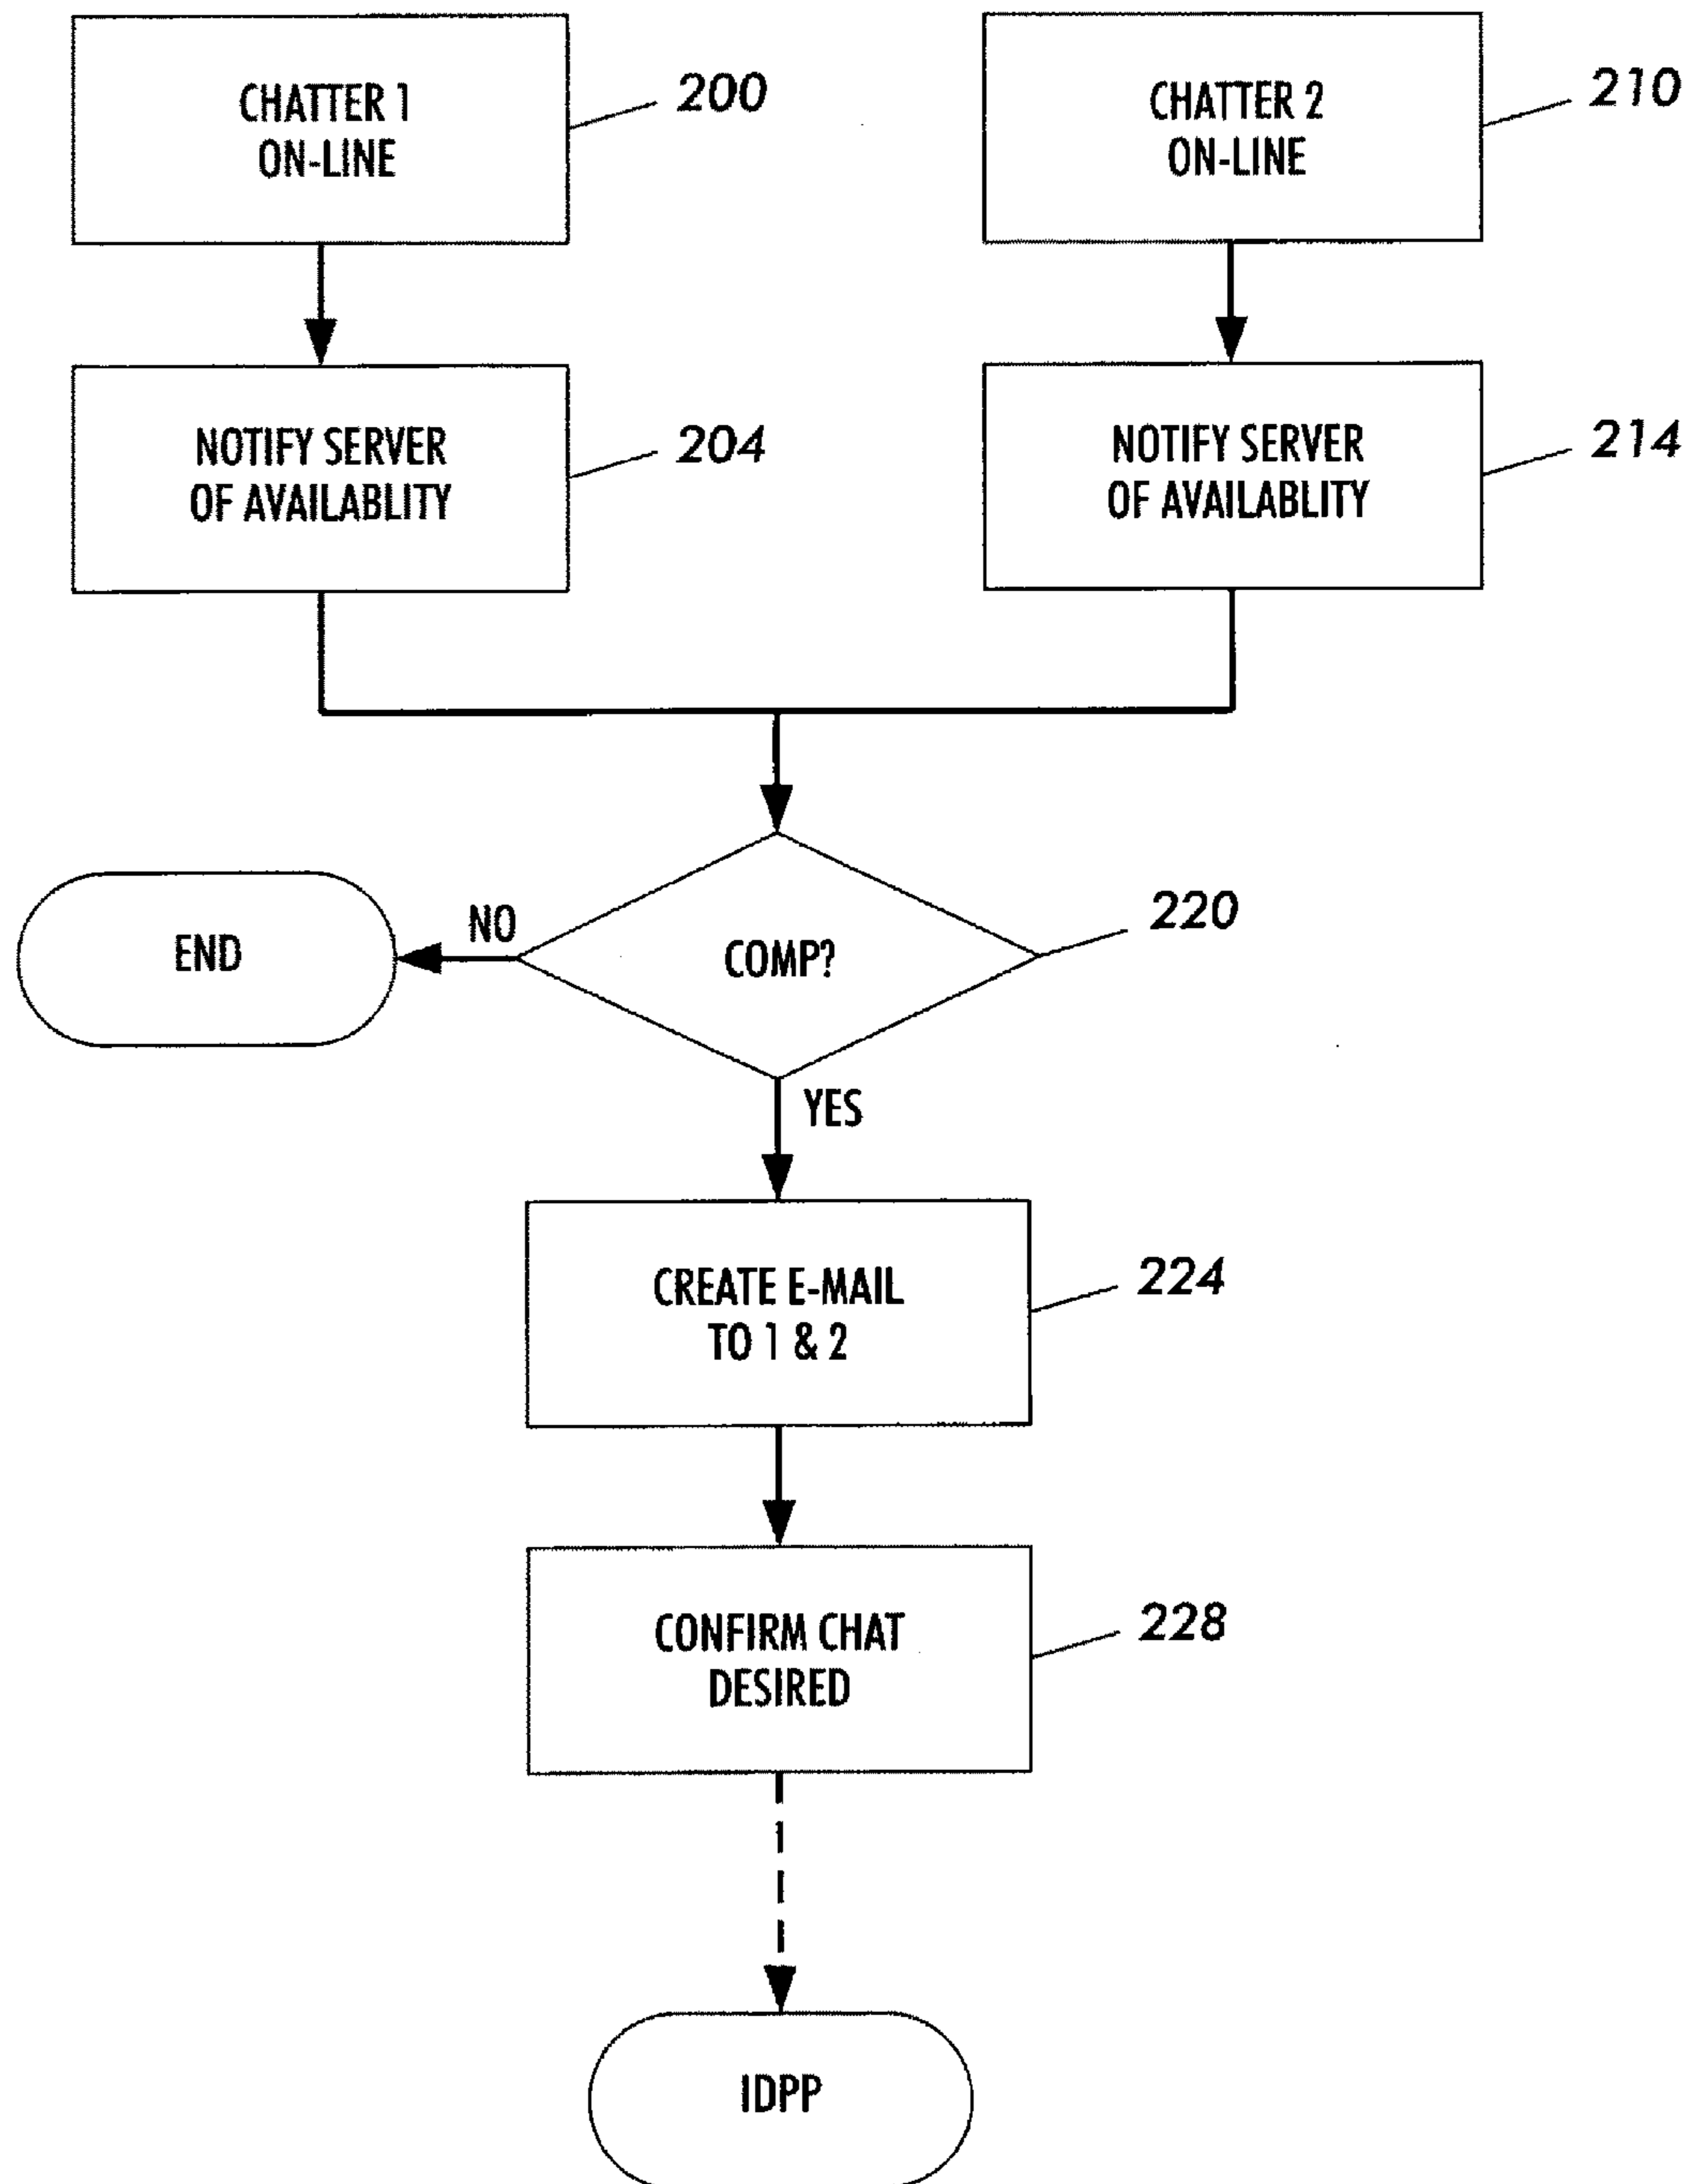 CHATTER 1
ON-LINE
200
CHATTER 2
ON-LINE
210
NOTIFY SERVER
OF AVAILABLITY
204
NOTIFY SERVER
OF AVAILABLITY
214
END
NO
COMP?
220
YES
CREATE E-MAIL
TO 1 & 2
224
CONFIRM CHAT
DESIRED
228
IDPP